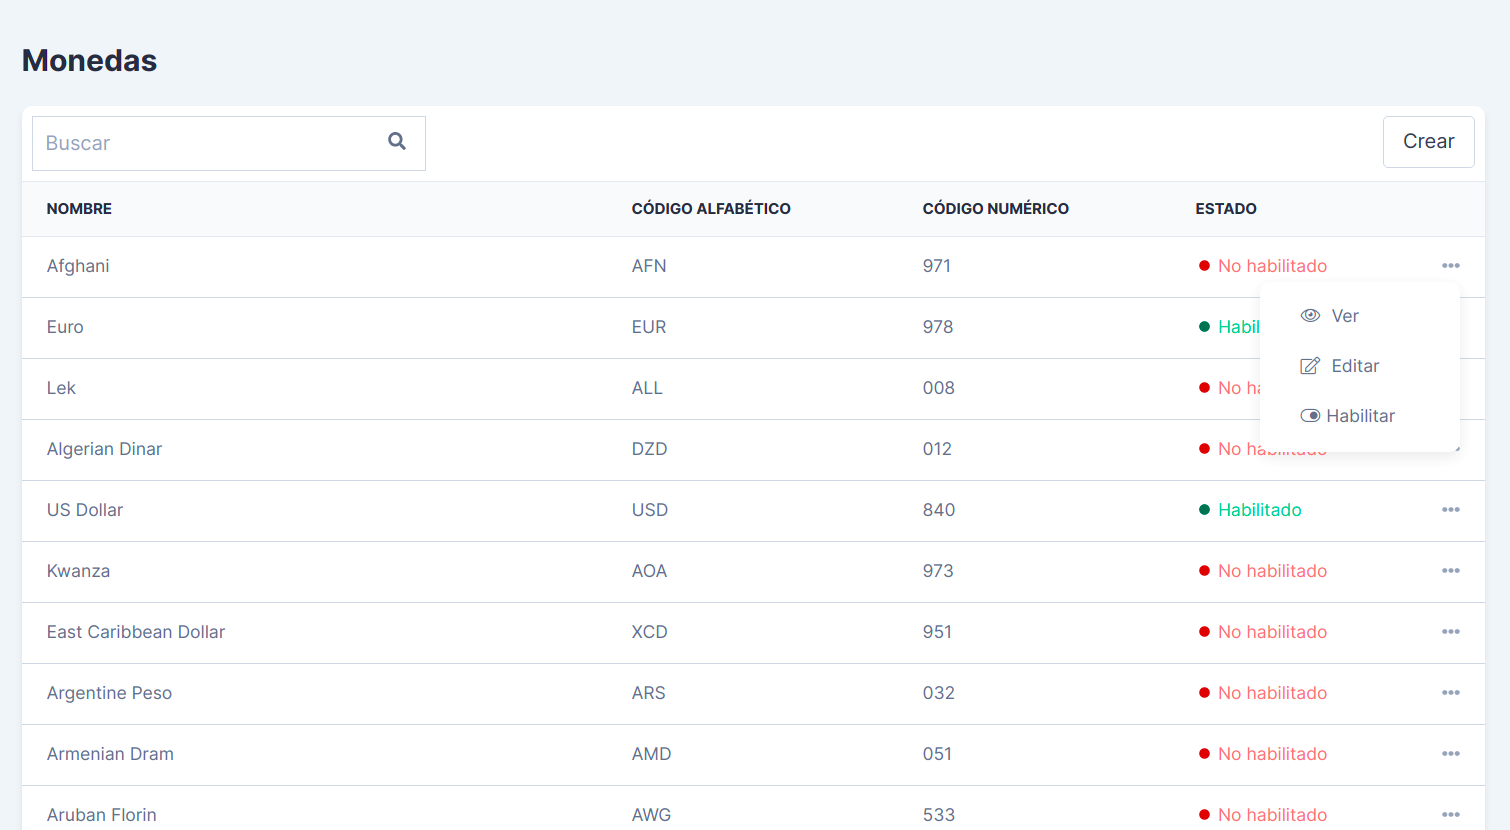 Monedas
Buscar
Crear
NOMBRE CÓDIGO ALFABÉTICO CÓDIGO NUMÉRICO ESTADO
Afghani AFN 971 No habilitado
Ver
Euro EUR 978 Habil
Editar
Lek ALL 008 No ha
Habilitar
Algerian Dinar DZD 012 No habilitado
US Dollar USD 840 Habilitado
Kwanza AOA 973 No habilitado
East Caribbean Dollar XCD 951 No habilitado
Argentine Peso ARS 032 No habilitado
Armenian Dram AMD 051 No habilitado
Aruban Florin AWG 533 No habilitado